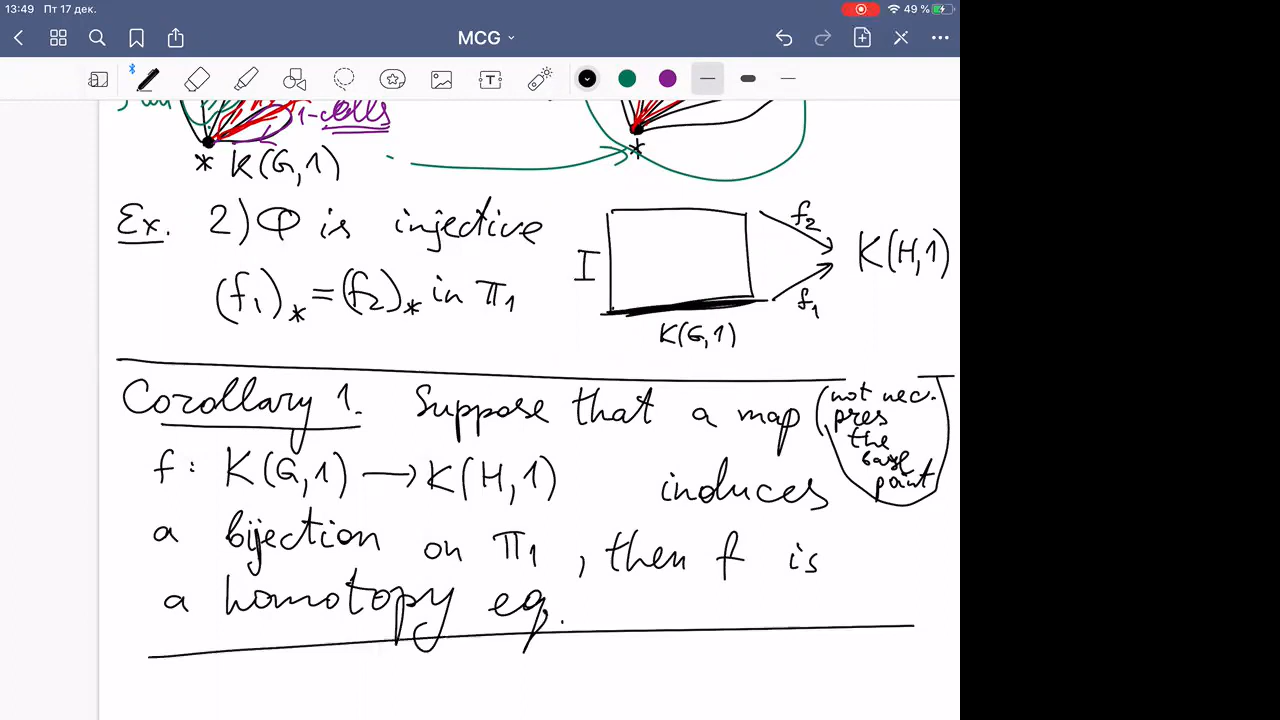 13:49 Пт 17 дек.
49 %
MCG
1-cells
* K(G,1)
*
Ex. 2) Φ is injective
(f1)* = (f2)* in π1
I
f2
f1
K(H,1)
K(G,1)
Corollary 1. Suppose that a map (not nec. pres the base point
f: K(G,1) → K(H,1) induces
a bijection on π1, then f is
a homotopy eq.